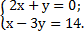 2x + y = 0;
x − 3y = 14.